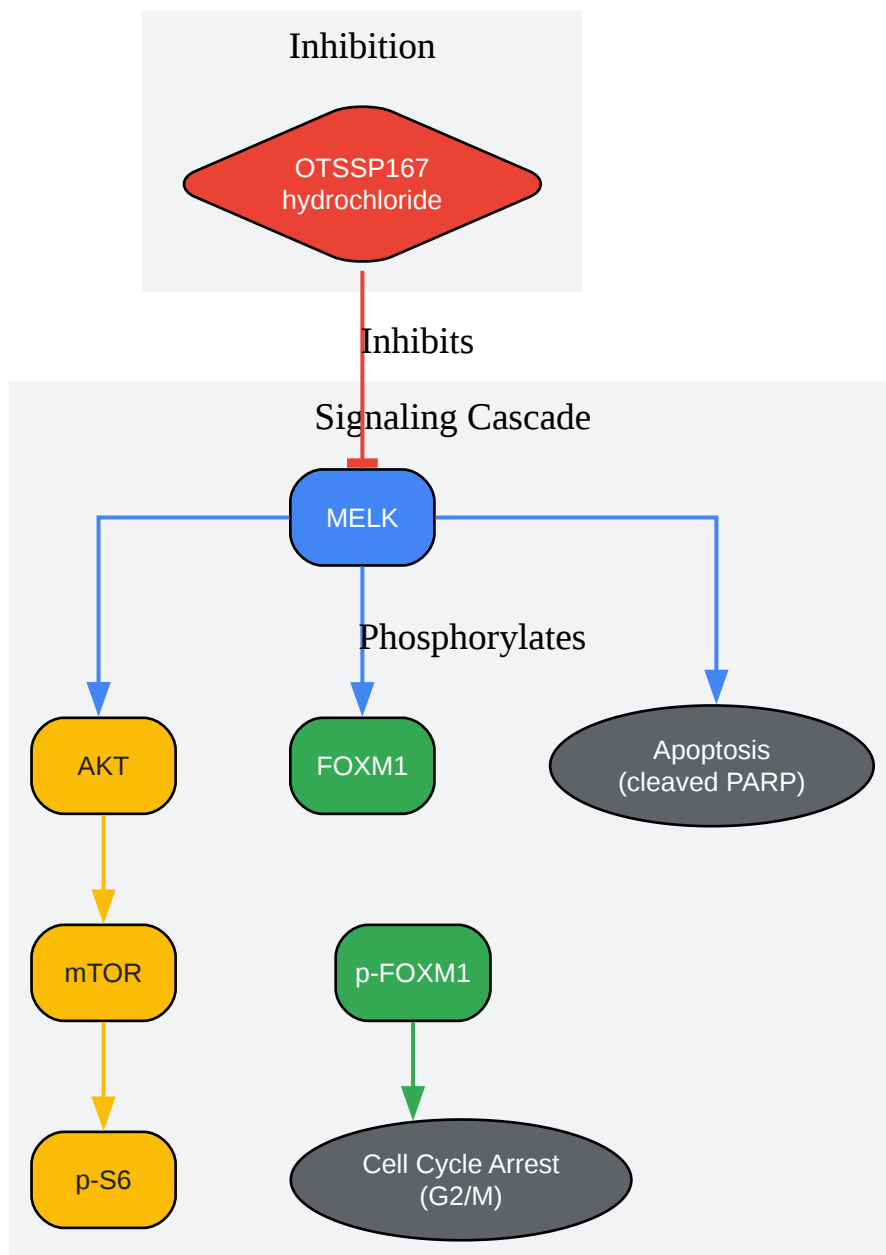 Inhibition
OTSSP167
hydrochloride
Inhibits
Signaling Cascade
MELK
Phosphorylates
AKT
FOXM1
Apoptosis
(cleaved PARP)
mTOR
p-FOXM1
p-S6
Cell Cycle Arrest
(G2/M)